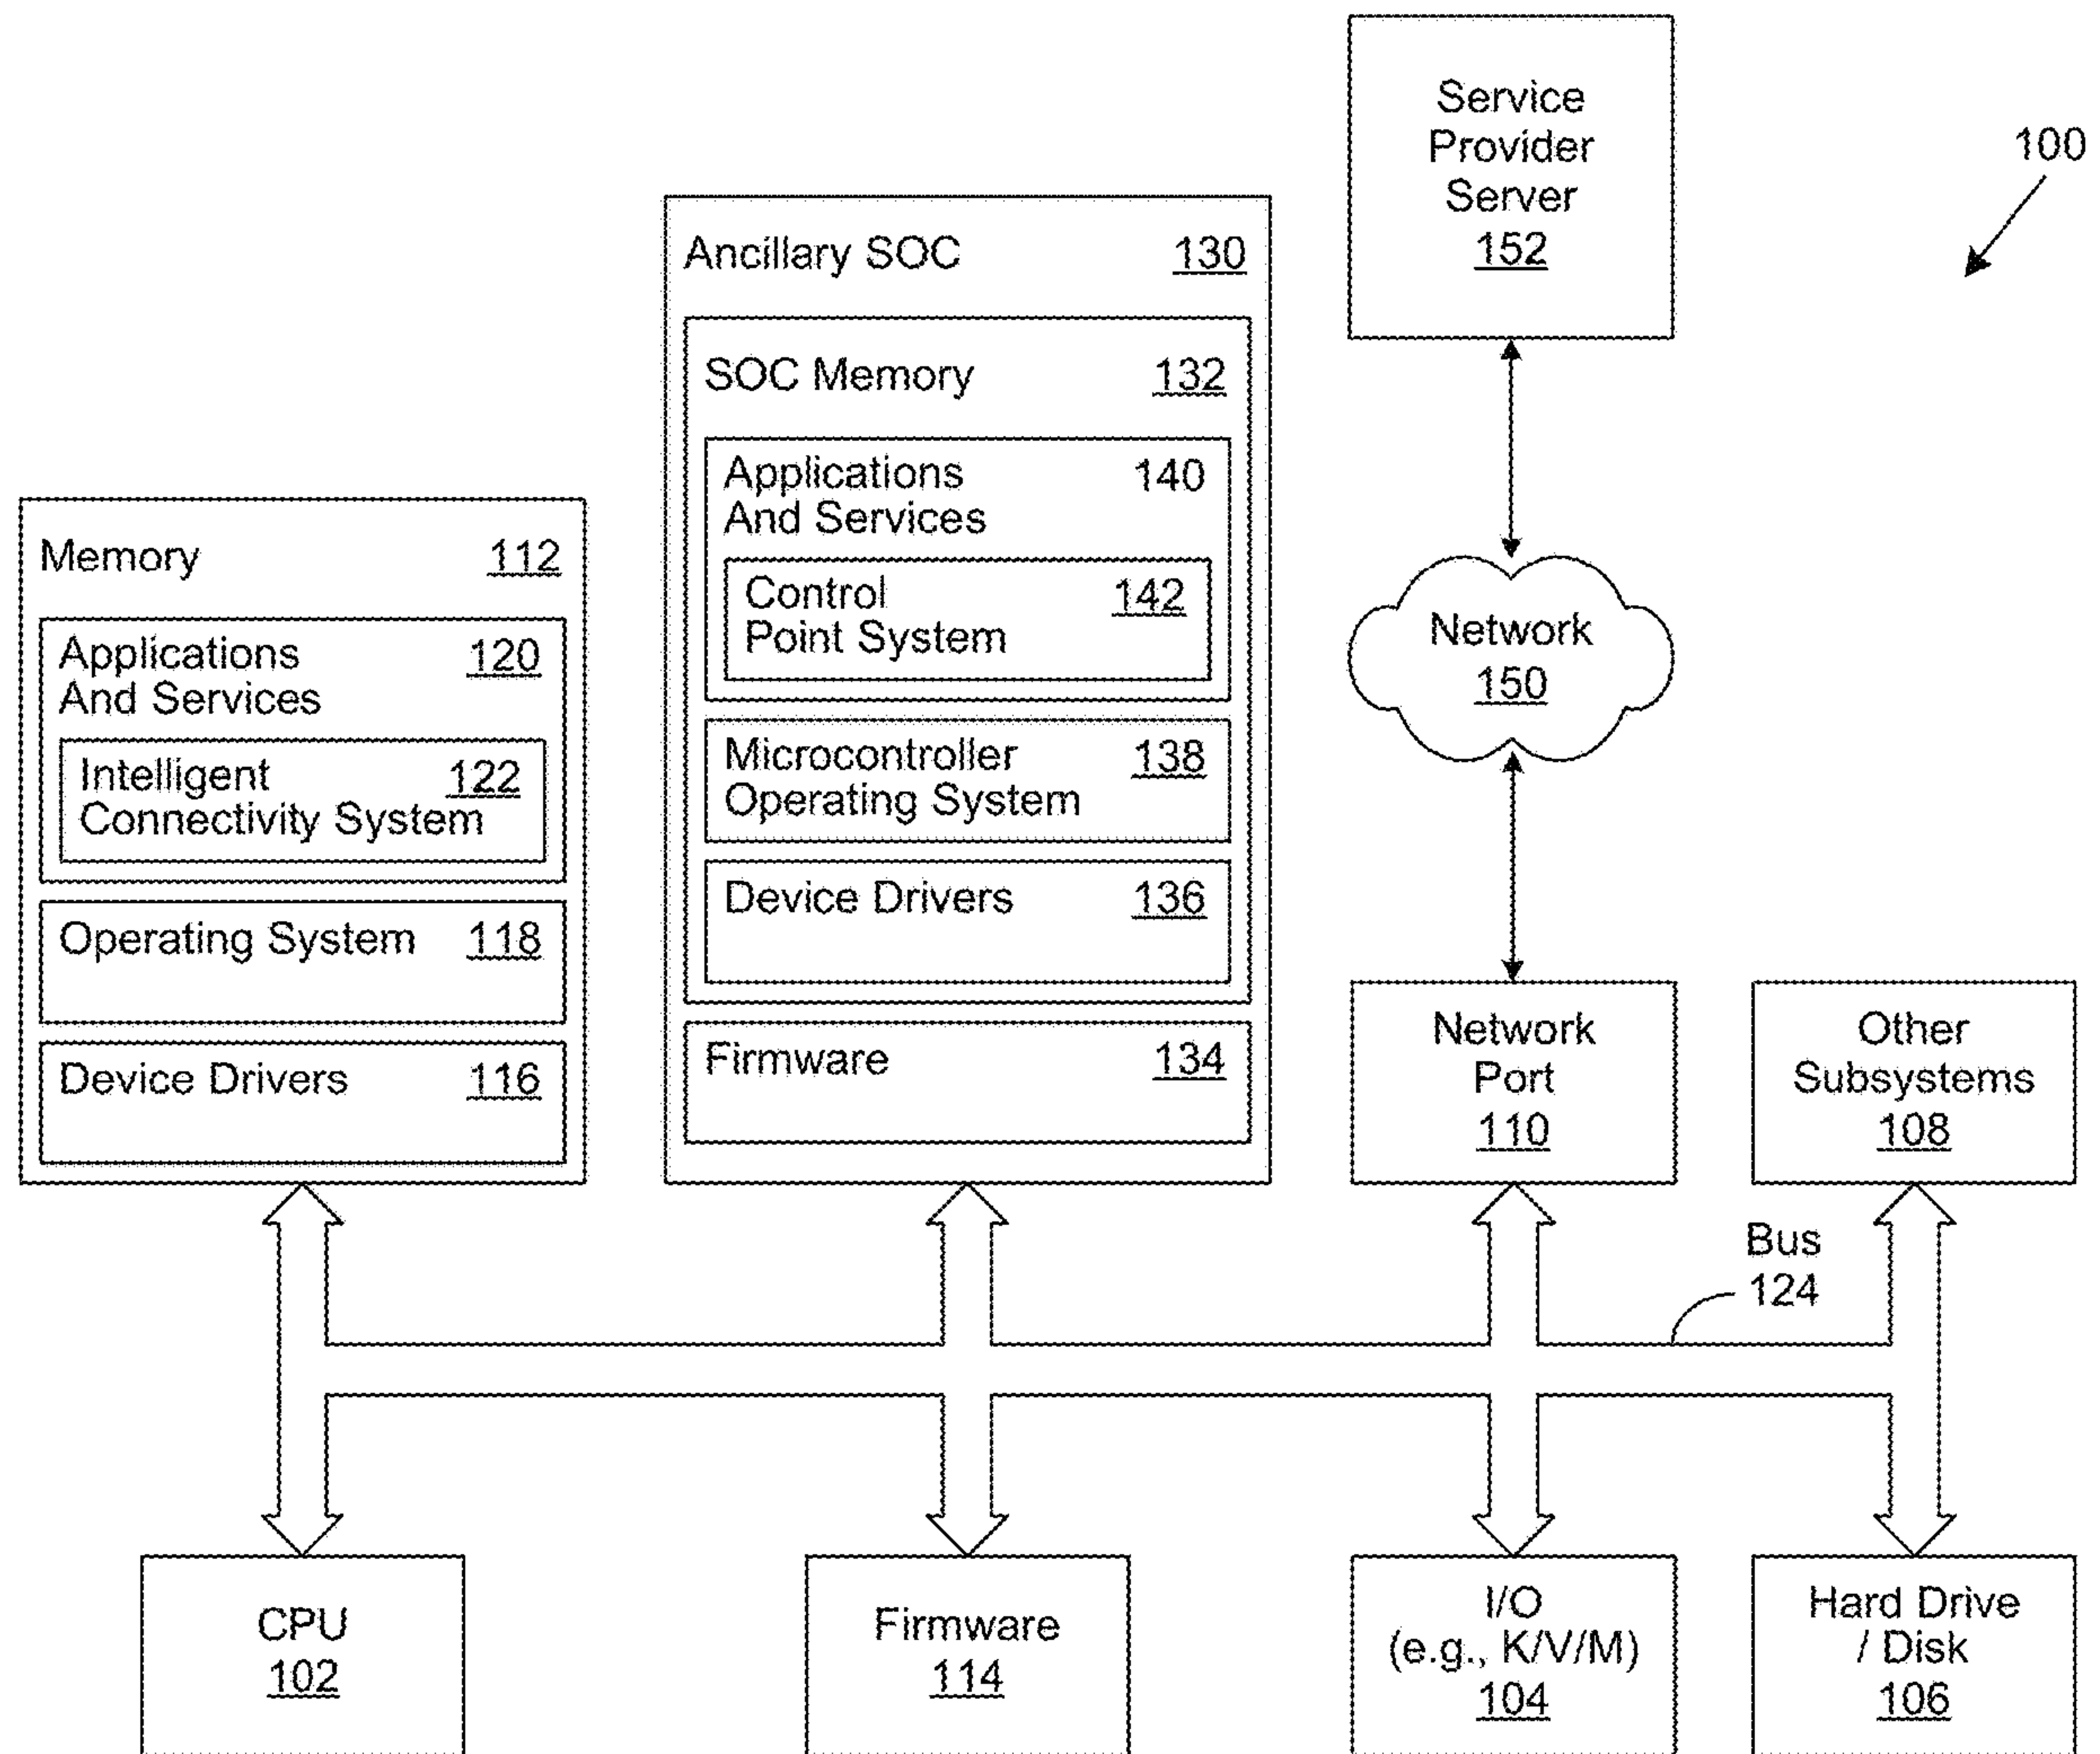 Service
Provider
Server
152
100
Ancillary SOC 130
SOC Memory 132
Applications 140
And Services
Control 142
Point System
Microcontroller 138
Operating System
Device Drivers 136
Firmware 134
Memory 112
Applications 120
And Services
Intelligent 122
Connectivity System
Operating System 118
Device Drivers 116
Network
150
Network
Port
110
Other
Subsystems
108
Bus
124
CPU
102
Firmware
114
I/O
(e.g., K/V/M)
104
Hard Drive
/ Disk
106